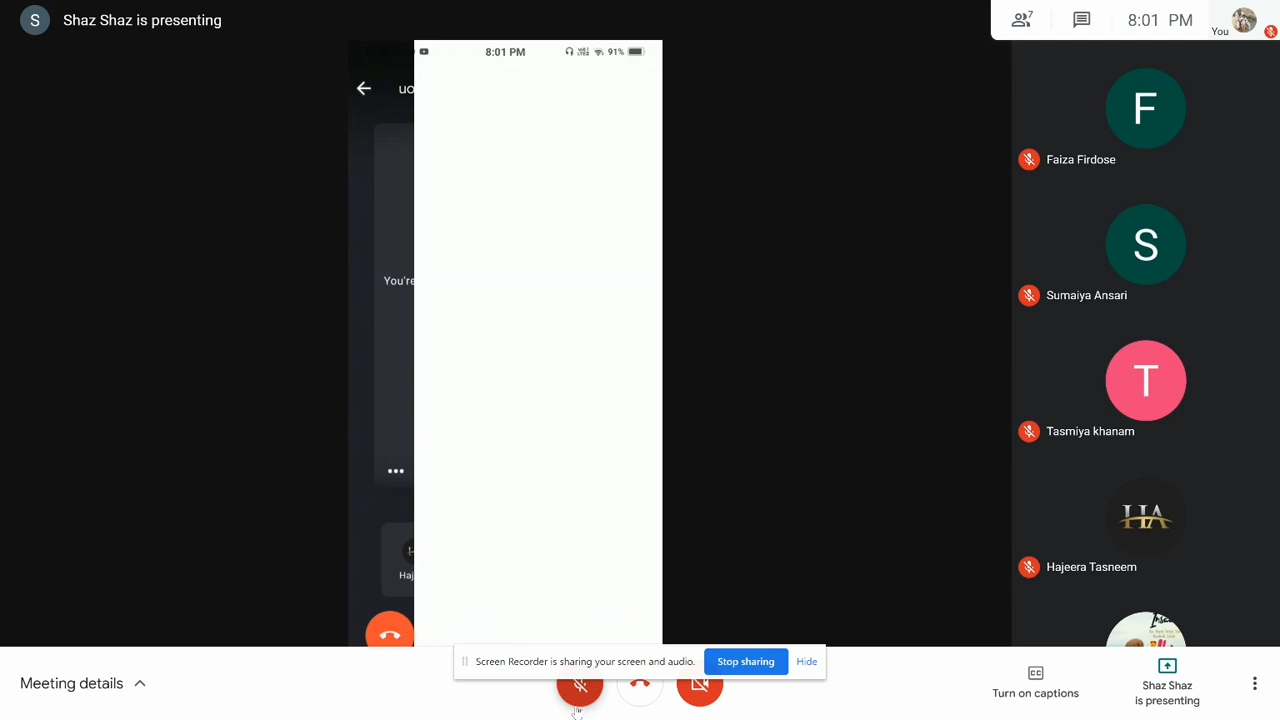 S
Shaz Shaz is presenting
7
8:01 PM
You
8:01 PM
91%
uo
You're
Haj
F
Faiza Firdose
S
Sumaiya Ansari
T
Tasmiya khanam
HA
Hajeera Tasneem
Screen Recorder is sharing your screen and audio.
Stop sharing
Hide
Meeting details
CC
Turn on captions
Shaz Shaz
is presenting